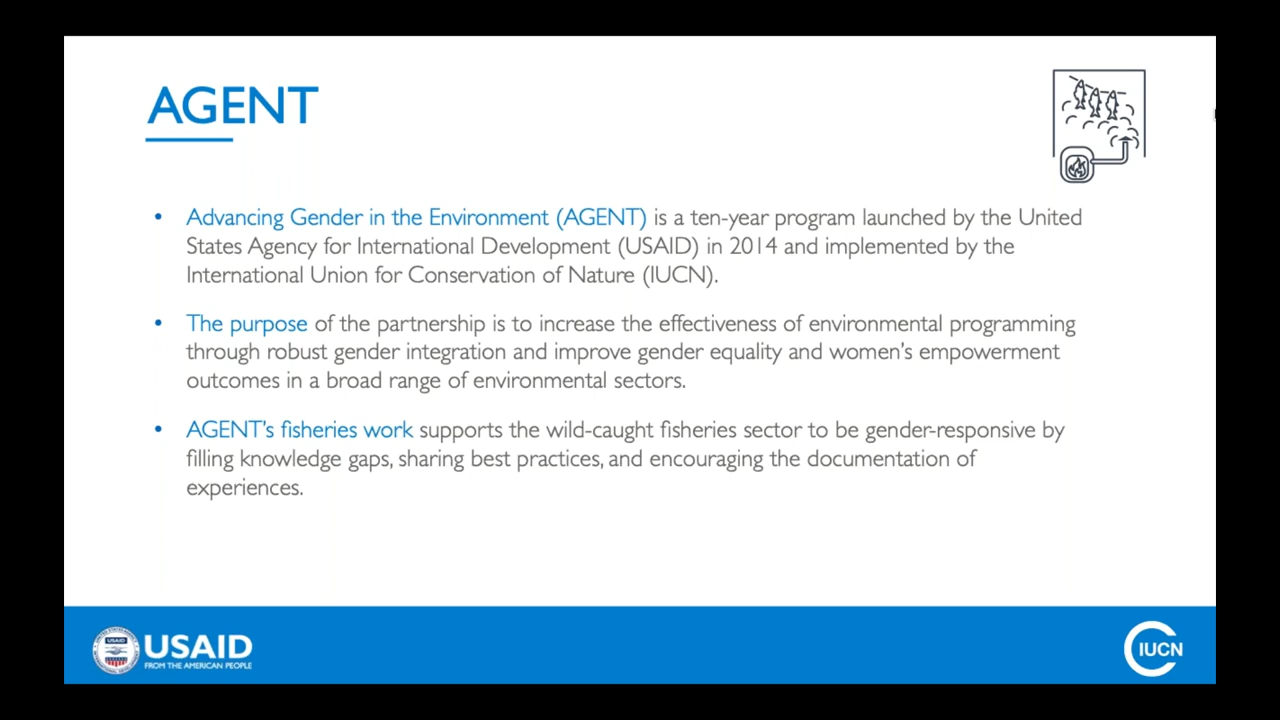 AGENT
• Advancing Gender in the Environment (AGENT) is a ten-year program launched by the United
States Agency for International Development (USAID) in 2014 and implemented by the
International Union for Conservation of Nature (IUCN).
• The purpose of the partnership is to increase the effectiveness of environmental programming
through robust gender integration and improve gender equality and women's empowerment
outcomes in a broad range of environmental sectors.
• AGENT's fisheries work supports the wild-caught fisheries sector to be gender-responsive by
filling knowledge gaps, sharing best practices, and encouraging the documentation of
experiences.
USAID
USAID
FROM THE AMERICAN PEOPLE
IUCN